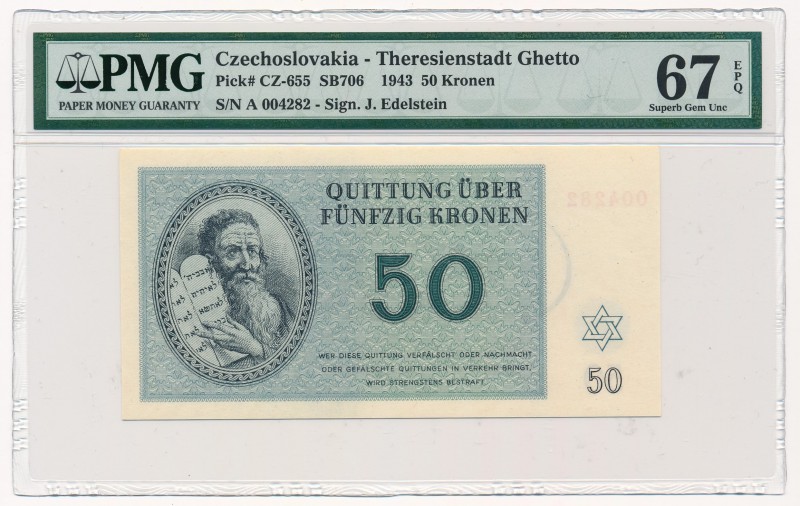 PMG
PAPER MONEY GUARANTY
Czechoslovakia - Theresienstadt Ghetto
Pick# CZ-655 SB706 1943 50 Kronen
S/N A 004282 - Sign. J. Edelstein
67 EPQ
Superb Gem Unc
QUITTUNG ÜBER
FÜNFZIG KRONEN
50
WER DIESE QUITTUNG VERFÄLSCHT ODER NACHMACHT
ODER GEFÄLSCHTE QUITTUNGEN IN VERKEHR BRINGT,
WIRD STRENGSTENS BESTRAFT.
004282
50